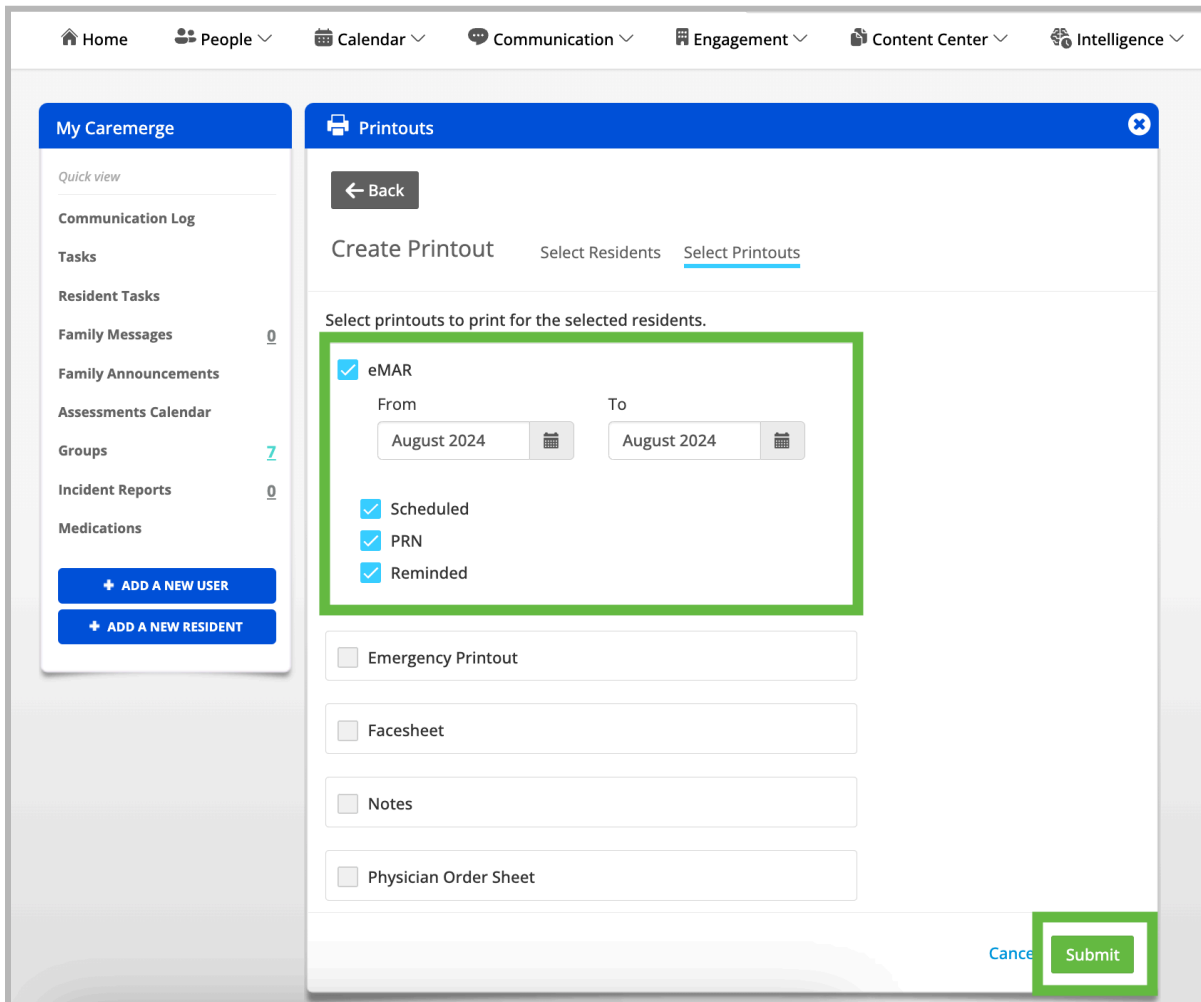 Home People Calendar Communication Engagement Content Center Intelligence
My Caremerge
Quick view
Communication Log
Tasks
Resident Tasks
Family Messages 0
Family Announcements
Assessments Calendar
Groups 7
Incident Reports 0
Medications
+ ADD A NEW USER
+ ADD A NEW RESIDENT
Printouts
← Back
Create Printout Select Residents Select Printouts
Select printouts to print for the selected residents.
eMAR
From To
August 2024 August 2024
Scheduled
PRN
Reminded
Emergency Printout
Facesheet
Notes
Physician Order Sheet
Cance Submit